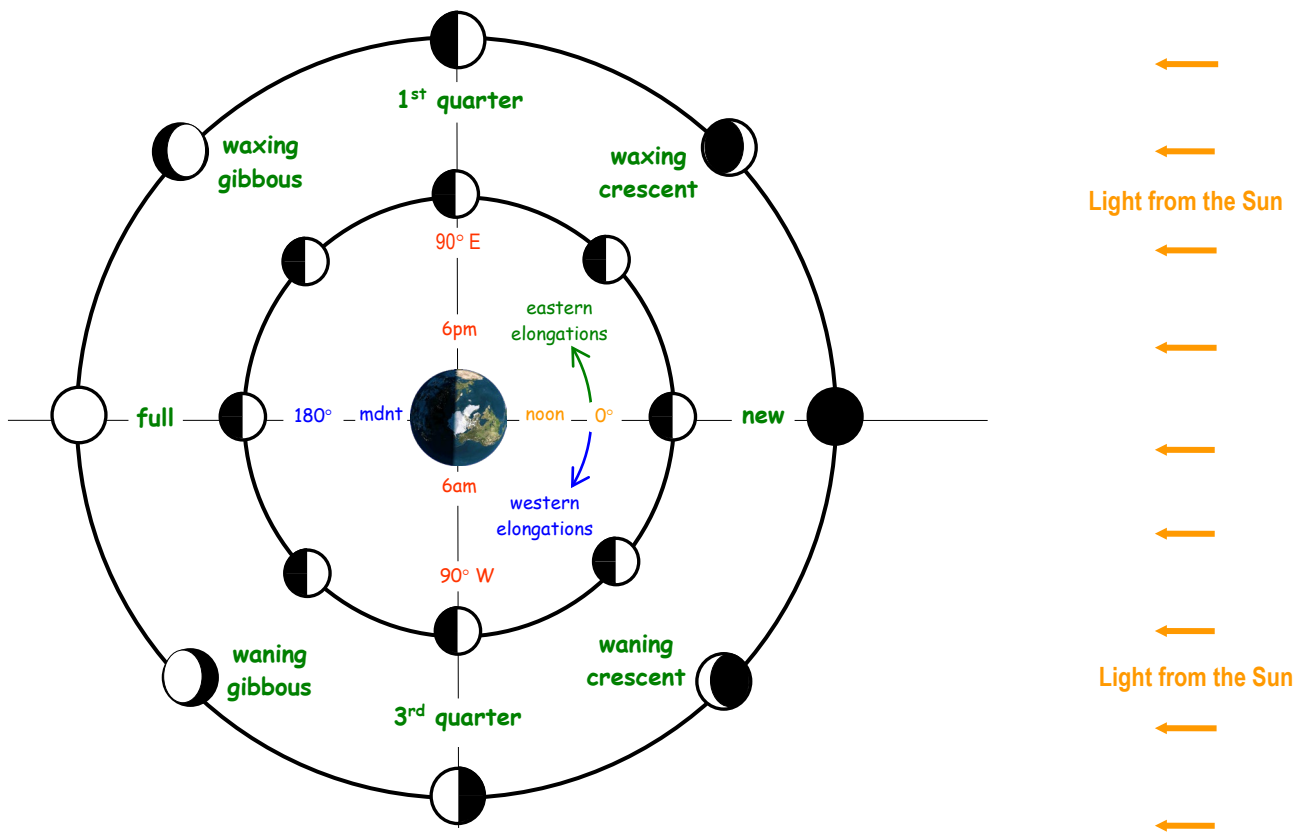 1st quarter
waxing
gibbous
waxing
crescent
Light from the Sun
90° E
eastern
elongations
6pm
full
180°
mdnt
noon
0°
new
6am
western
elongations
90° W
waning
gibbous
waning
crescent
Light from the Sun
3rd quarter